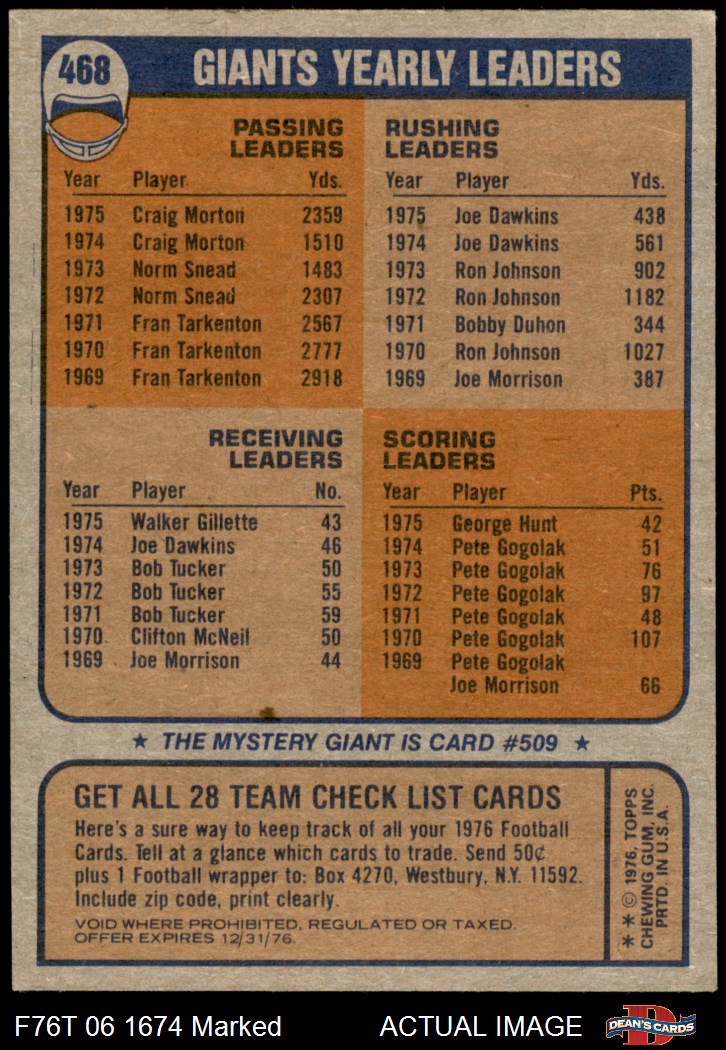 468
GIANTS YEARLY LEADERS
PASSING
LEADERS
Year Player Yds.
1975 Craig Morton 2359
1974 Craig Morton 1510
1973 Norm Snead 1483
1972 Norm Snead 2307
1971 Fran Tarkenton 2567
1970 Fran Tarkenton 2777
1969 Fran Tarkenton 2918
RUSHING
LEADERS
Year Player Yds.
1975 Joe Dawkins 438
1974 Joe Dawkins 561
1973 Ron Johnson 902
1972 Ron Johnson 1182
1971 Bobby Duhon 344
1970 Ron Johnson 1027
1969 Joe Morrison 387
RECEIVING
LEADERS
Year Player No.
1975 Walker Gillette 43
1974 Joe Dawkins 46
1973 Bob Tucker 50
1972 Bob Tucker 55
1971 Bob Tucker 59
1970 Clifton McNeil 50
1969 Joe Morrison 44
SCORING
LEADERS
Year Player Pts.
1975 George Hunt 42
1974 Pete Gogolak 51
1973 Pete Gogolak 76
1972 Pete Gogolak 97
1971 Pete Gogolak 48
1970 Pete Gogolak 107
1969 Pete Gogolak
Joe Morrison 66
★ THE MYSTERY GIANT IS CARD #509 ★
GET ALL 28 TEAM CHECK LIST CARDS
Here's a sure way to keep track of all your 1976 Football
Cards. Tell at a glance which cards to trade. Send 50¢
plus 1 Football wrapper to: Box 4270, Westbury, N.Y. 11592.
Include zip code, print clearly.
VOID WHERE PROHIBITED, REGULATED OR TAXED.
OFFER EXPIRES 12/31/76.
* * © 1976, TOPPS
CHEWING GUM, INC.
PRTD. IN U.S.A.
F76T 06 1674 Marked
ACTUAL IMAGE
D
DEAN'S CARDS